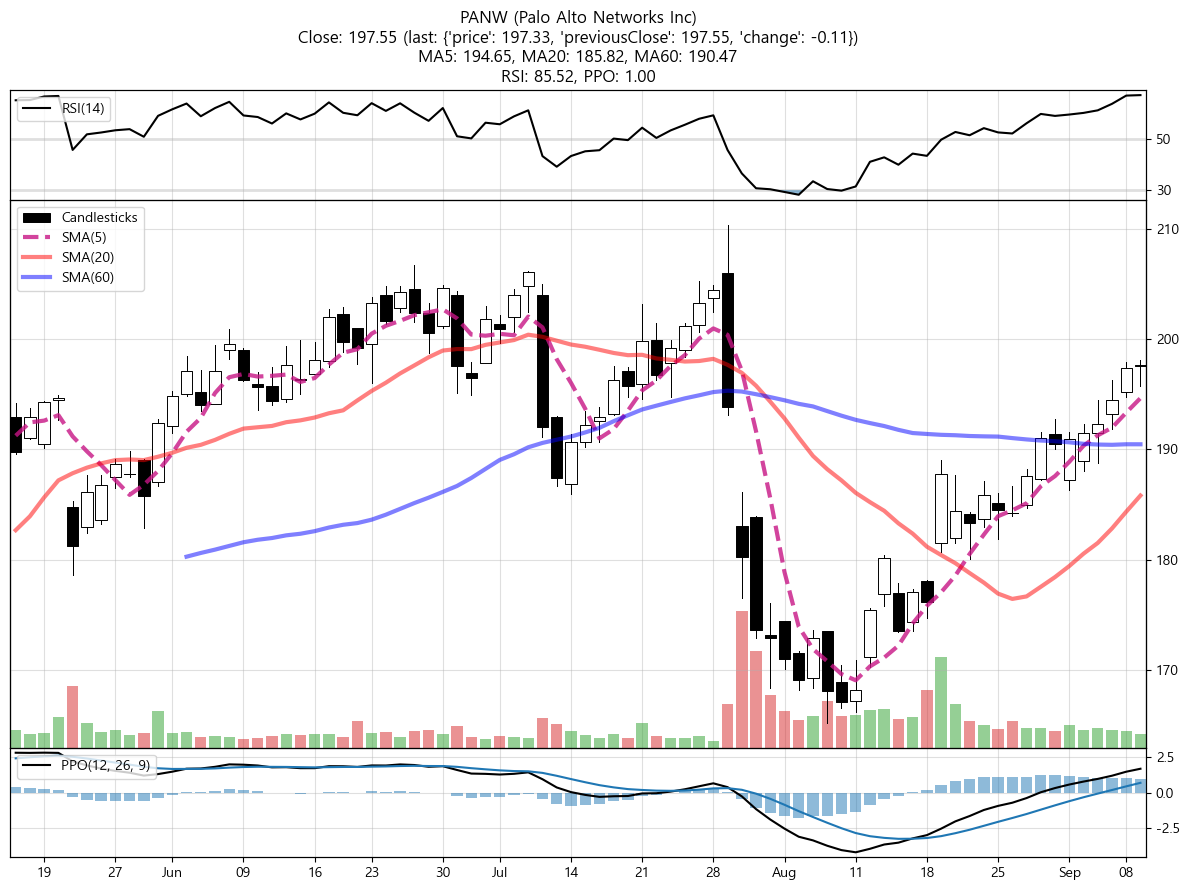 PANW (Palo Alto Networks Inc)
Close: 197.55 (last: {'price': 197.33, 'previousClose': 197.55, 'change': -0.11})
MA5: 194.65, MA20: 185.82, MA60: 190.47
RSI: 85.52, PPO: 1.00
RSI(14)
50
30
Candlesticks
SMA(5)
SMA(20)
SMA(60)
210
200
190
180
170
PPO(12, 26, 9)
2.5
0.0
-2.5
19 27 Jun 09 16 23 Jul 14 21 28 Aug 11 18 25 Sep 08